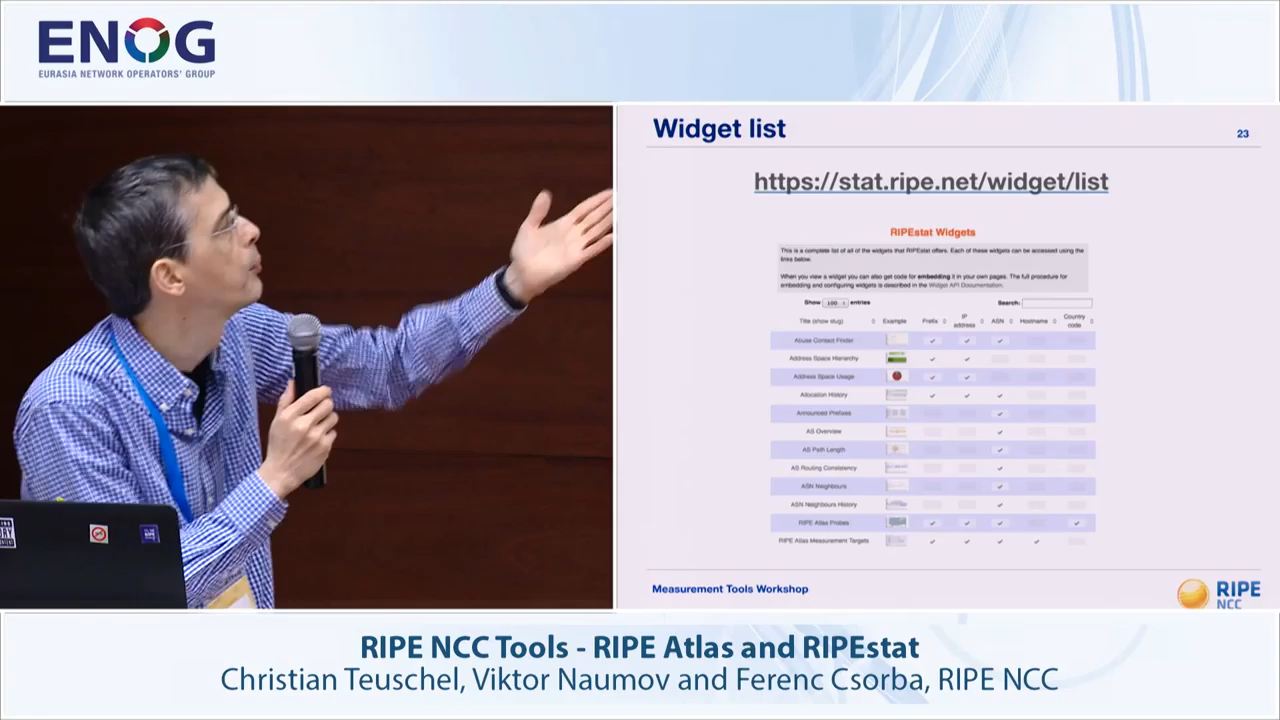 ENOG
EURASIA NETWORK OPERATORS' GROUP
Widget list
23
https://stat.ripe.net/widget/list
RIPEstat Widgets
This is a complete list of all of the widgets that RIPEstat offers. Each of these widgets can be accessed using the
links below.
When you view a widget you can also get code for embedding it in your own pages. The full procedure for
embedding and configuring widgets is described in the Widget API Documentation.
Show 100 entries Search:
Title (show slug) Example Prefix IP address ASN Hostname Country code
Abuse Contact Finder
Address Space Hierarchy
Address Space Usage
Allocation History
Announced Prefixes
AS Overview
AS Path Length
AS Routing Consistency
ASN Neighbours
ASN Neighbours History
RIPE Atlas Probes
RIPE Atlas Measurement Targets
Measurement Tools Workshop
RIPE
NCC
RIPE NCC Tools - RIPE Atlas and RIPEstat
Christian Teuschel, Viktor Naumov and Ferenc Csorba, RIPE NCC